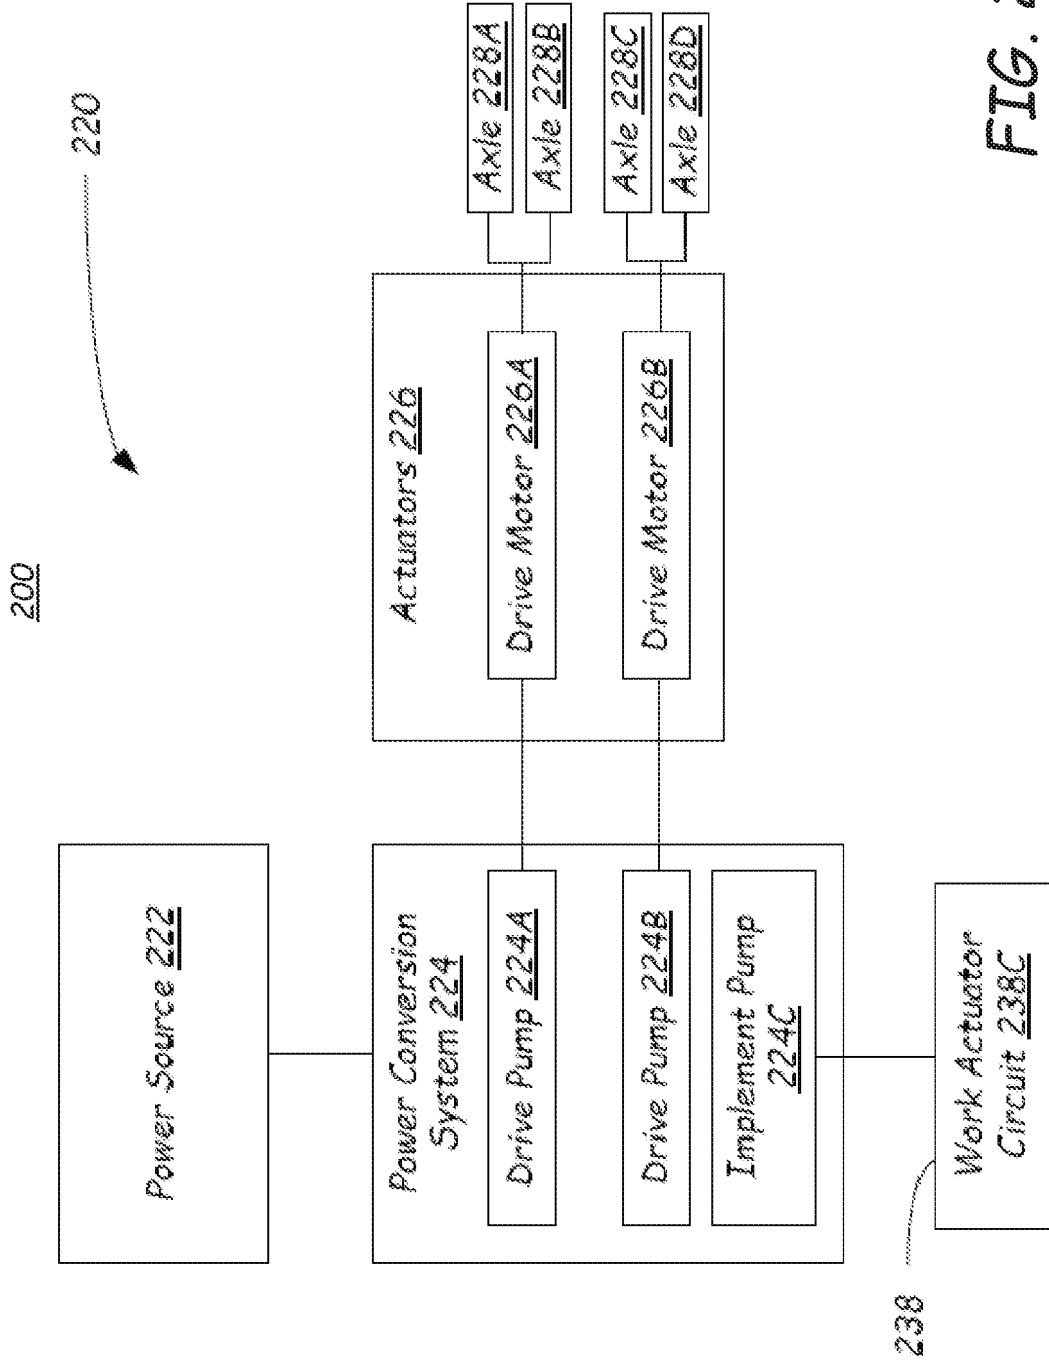 200
220
Power Source 222
Power Conversion
System 224
Drive Pump 224A
Drive Pump 224B
Implement Pump
224C
Actuators 226
Drive Motor 226A
Drive Motor 226B
Axle 228A
Axle 228B
Axle 228C
Axle 228D
238
Work Actuator
Circuit 238C
FIG.